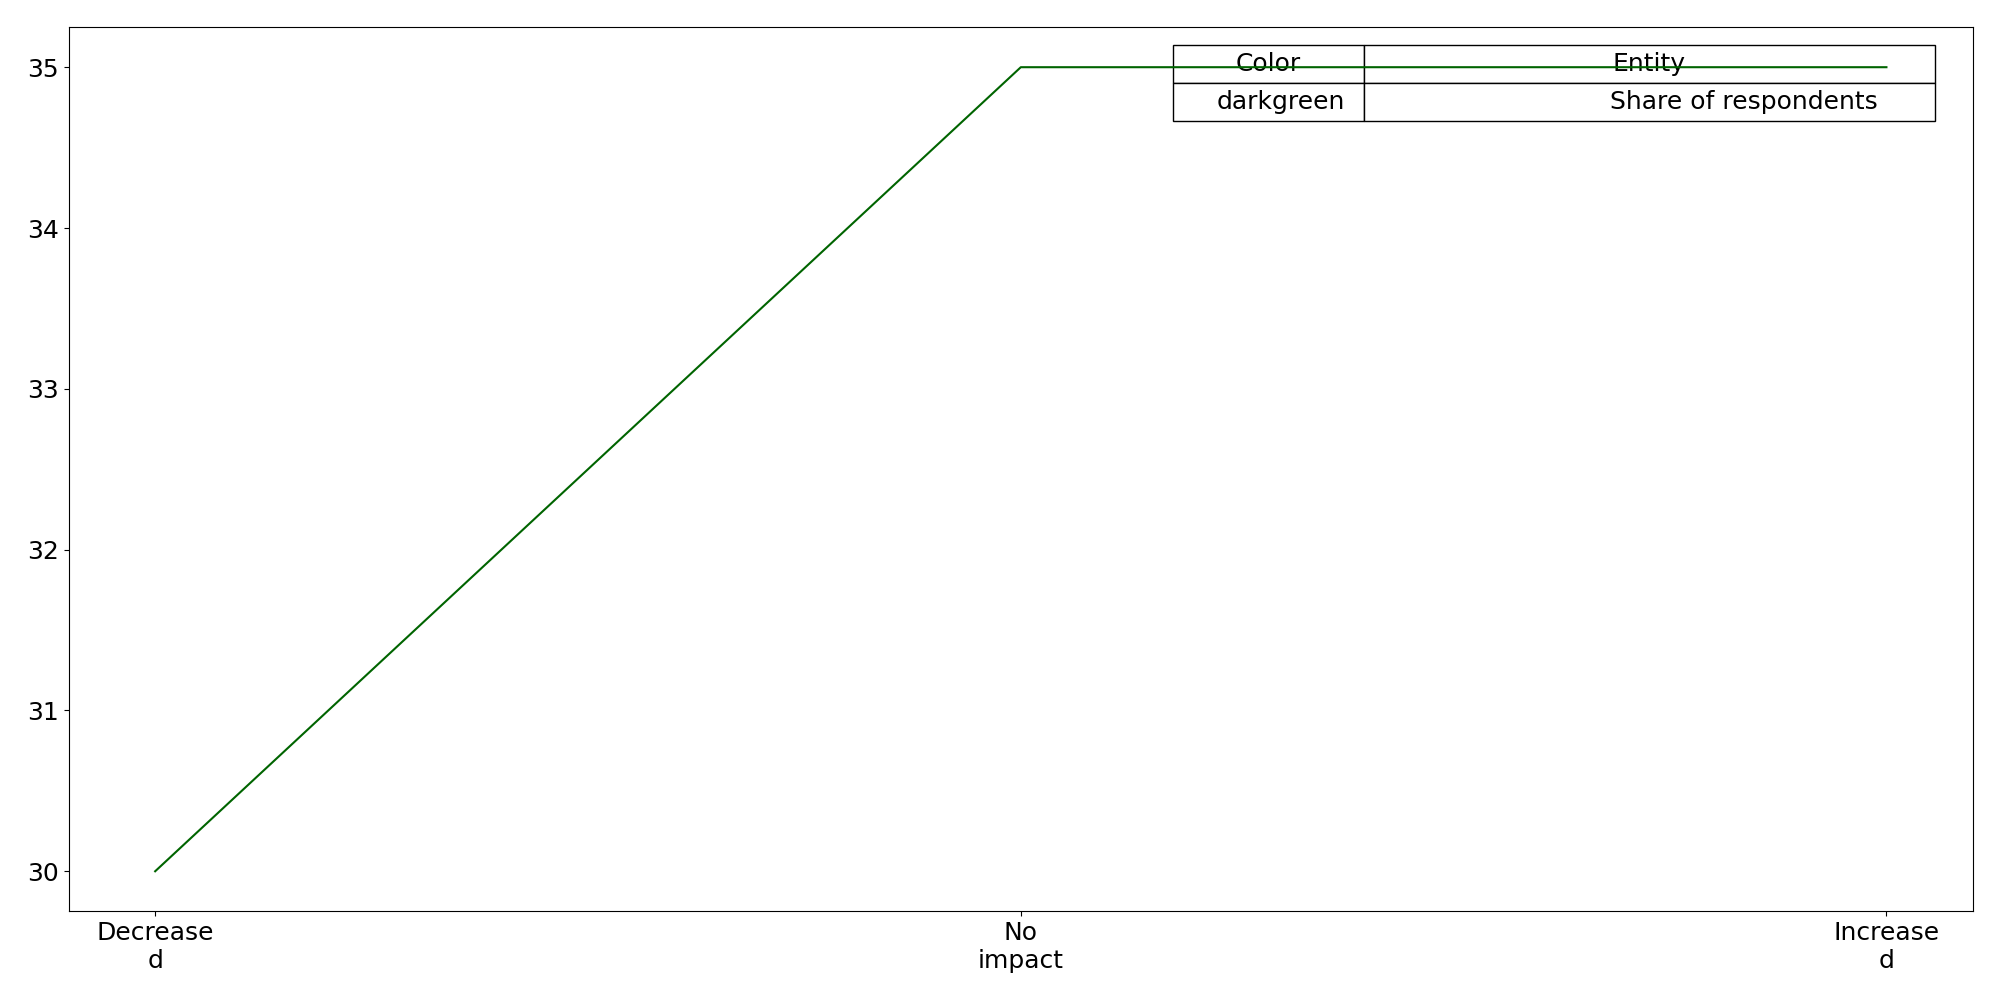 Color Entity
darkgreen Share of respondents
35
34
33
32
31
30
Decrease
d
No
impact
Increase
d